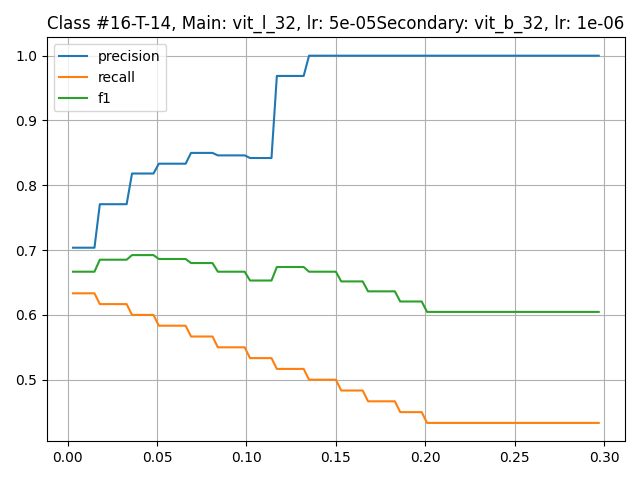 Class #16-T-14, Main: vit_l_32, lr: 5e-05Secondary: vit_b_32, lr: 1e-06
precision
recall
f1
1.0
0.9
0.8
0.7
0.6
0.5
0.00 0.05 0.10 0.15 0.20 0.25 0.30